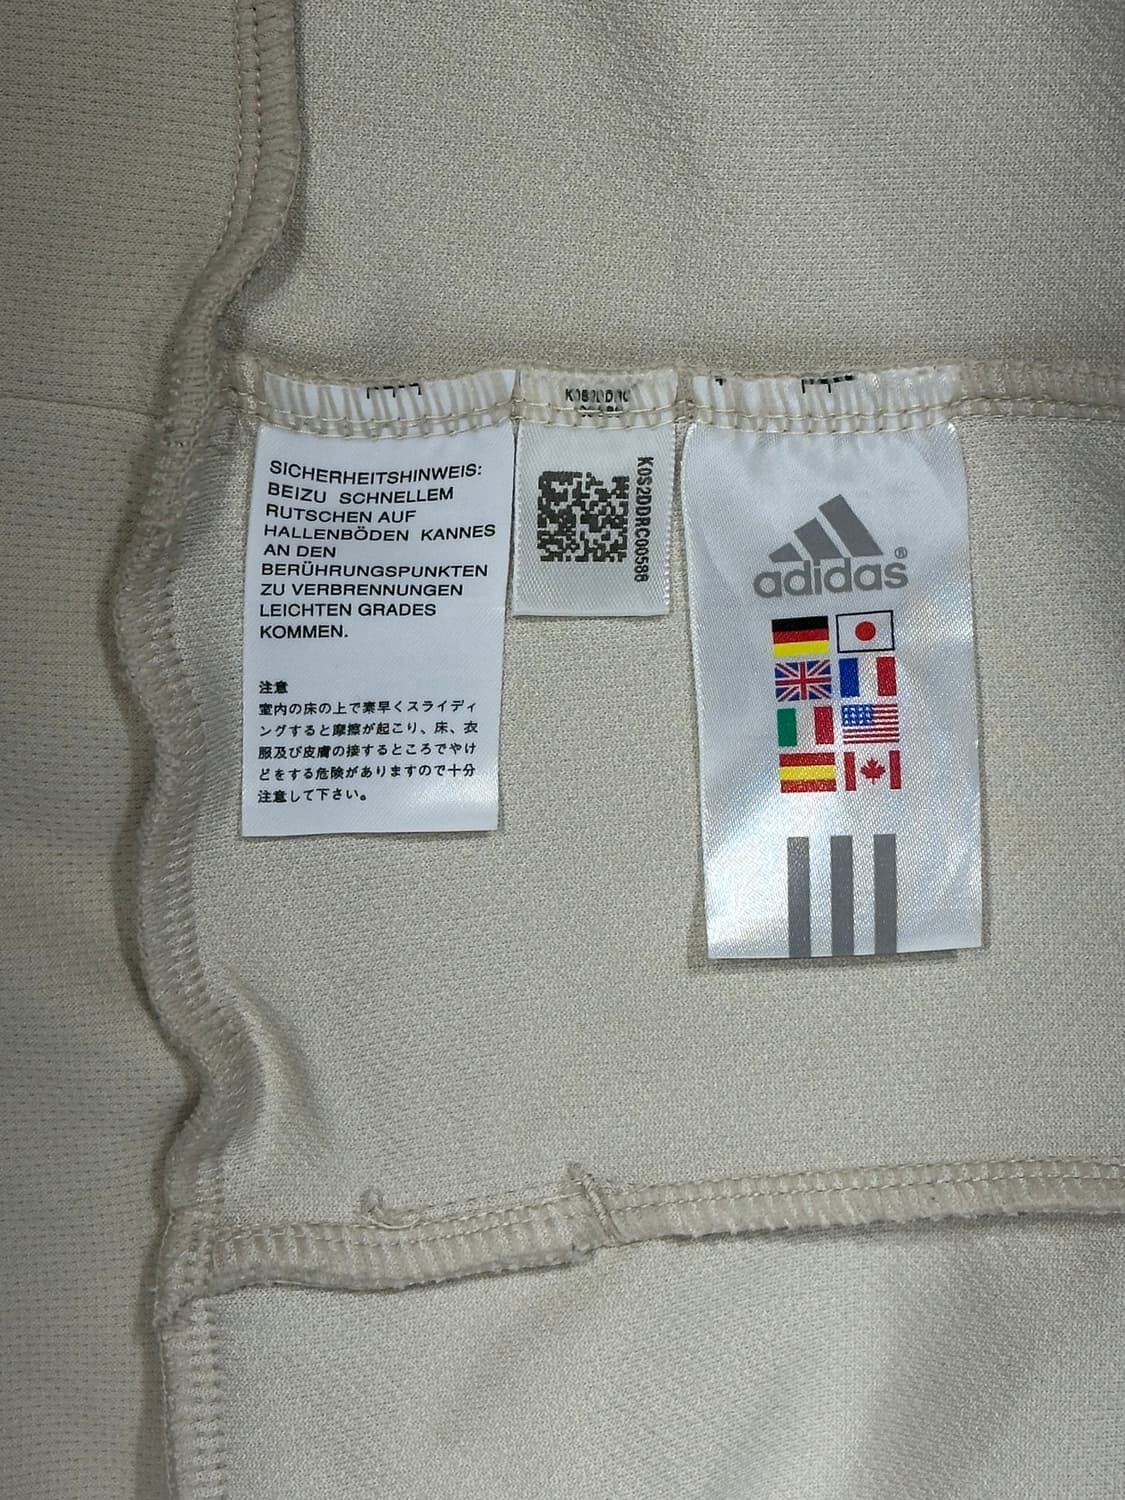 SICHERHEITSHINWEIS:
BEIZU SCHNELLEM
RUTSCHEN AUF
HALLENBÖDEN KANNES
AN DEN
BERÜHRUNGSPUNKTEN
ZU VERBRENNUNGEN
LEICHTEN GRADES
KOMMEN.
注意
室内の床の上で素早くスライディ
ングすると摩擦が起こり、床、衣
服及び皮膚の接するところでやけ
どをする危険がありますので十分
注意して下さい。
K0S2DDRC00588
adidas®